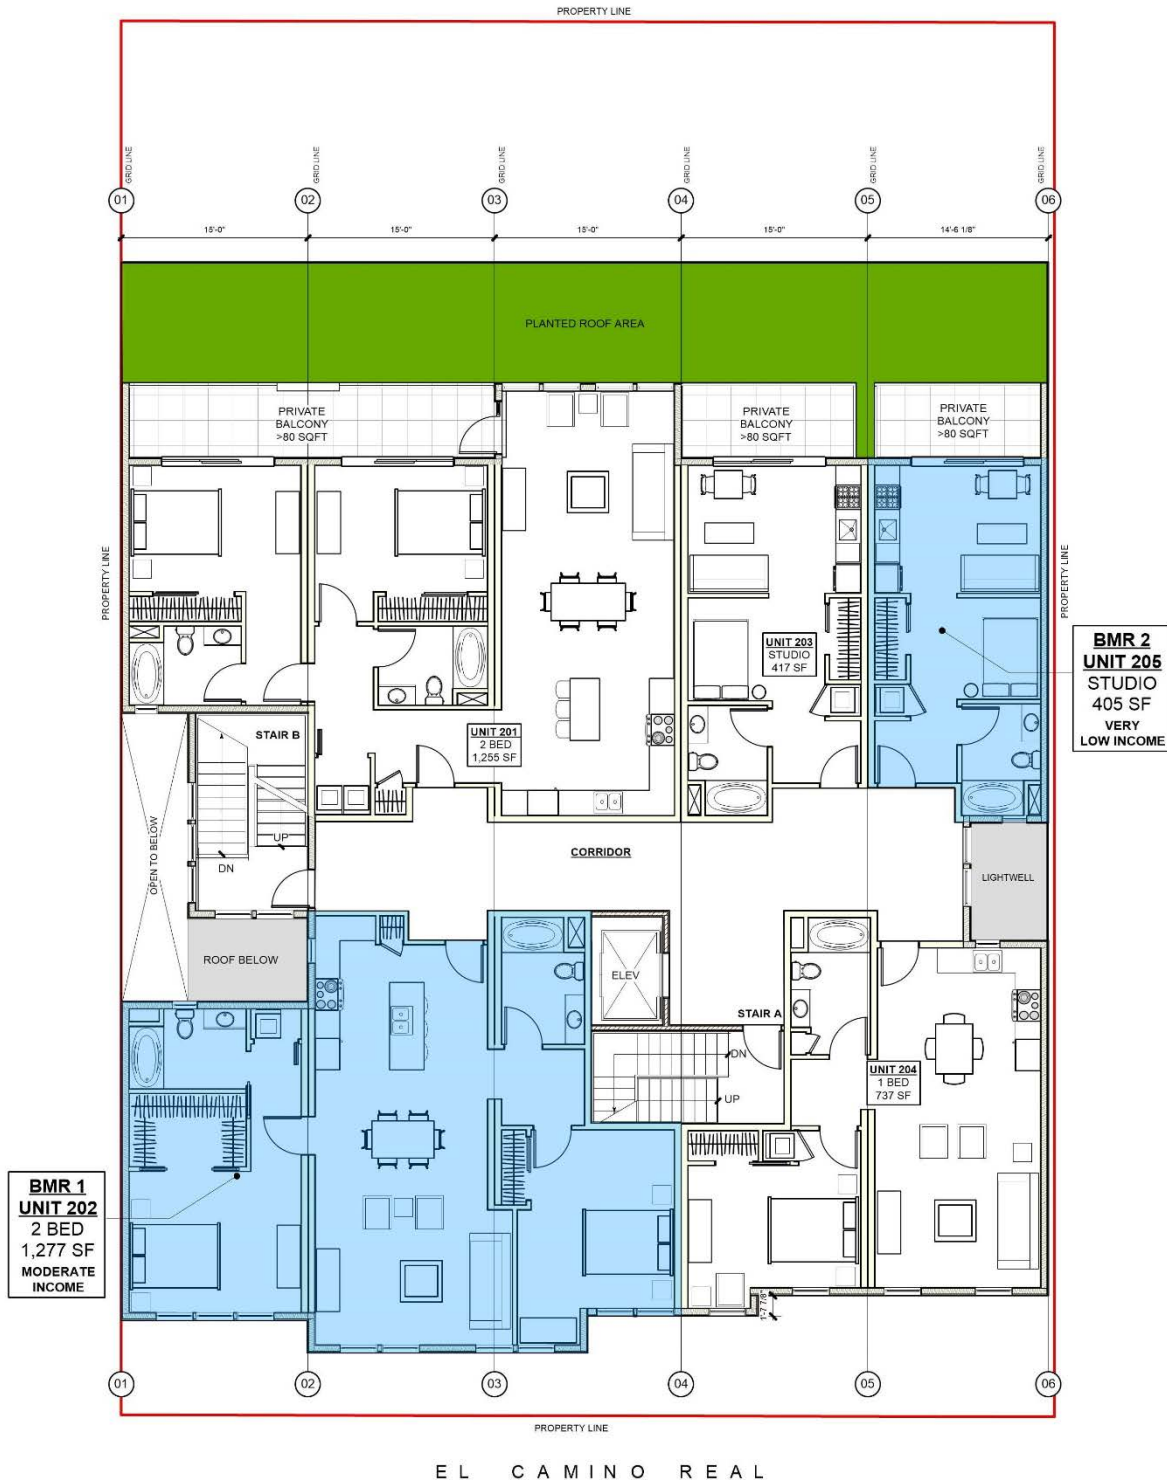 PROPERTY LINE
GRID LINE
GRID LINE
GRID LINE
GRID LINE
GRID LINE
GRID LINE
01
02
03
04
05
06
15'-0"
15'-0"
15'-0"
15'-0"
14'-6 1/8"
PLANTED ROOF AREA
PRIVATE
BALCONY
>80 SQFT
PRIVATE
BALCONY
>80 SQFT
PRIVATE
BALCONY
>80 SQFT
PROPERTY LINE
PROPERTY LINE
UNIT 203
STUDIO
417 SF
BMR 2
UNIT 205
STUDIO
405 SF
VERY
LOW INCOME
UNIT 201
2 BED
1,255 SF
STAIR B
UP
DN
OPEN TO BELOW
CORRIDOR
LIGHTWELL
ROOF BELOW
ELEV
STAIR A
DN
UP
UNIT 204
1 BED
737 SF
BMR 1
UNIT 202
2 BED
1,277 SF
MODERATE
INCOME
1'-7 7/8"
01
02
03
04
05
06
PROPERTY LINE
EL CAMINO REAL